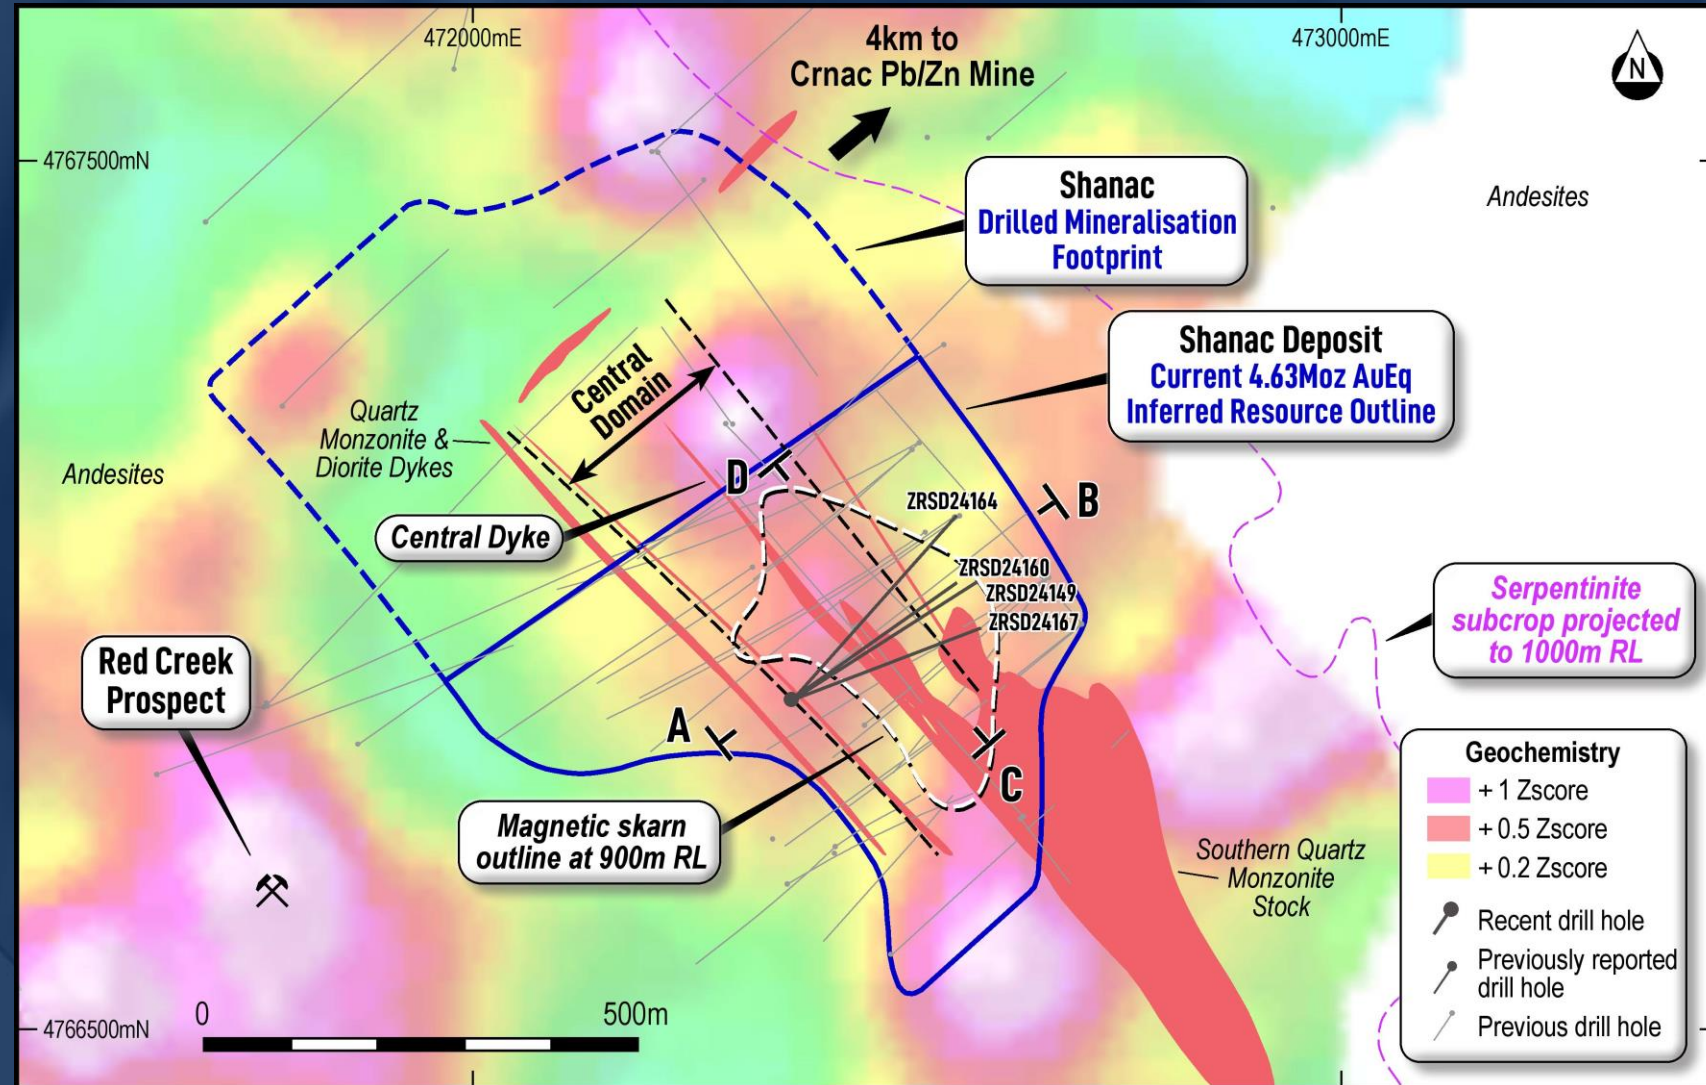 472000mE
4km to
Crnac Pb/Zn Mine
473000mE
N
4767500mN
Shanac
Drilled Mineralisation
Footprint
Andesites
Shanac Deposit
Current 4.63Moz AuEq
Inferred Resource Outline
Central
Domain
Quartz
Monzonite &
Diorite Dykes
Andesites
D
B
ZRSD24164
Central Dyke
ZRSD24160
ZRSD24149
ZRSD24167
Serpentinite
subcrop projected
to 1000m RL
Red Creek
Prospect
A
C
Magnetic skarn
outline at 900m RL
Southern Quartz
Monzonite
Stock
Geochemistry
+ 1 Zscore
+ 0.5 Zscore
+ 0.2 Zscore
Recent drill hole
Previously reported
drill hole
Previous drill hole
0
500m
4766500mN